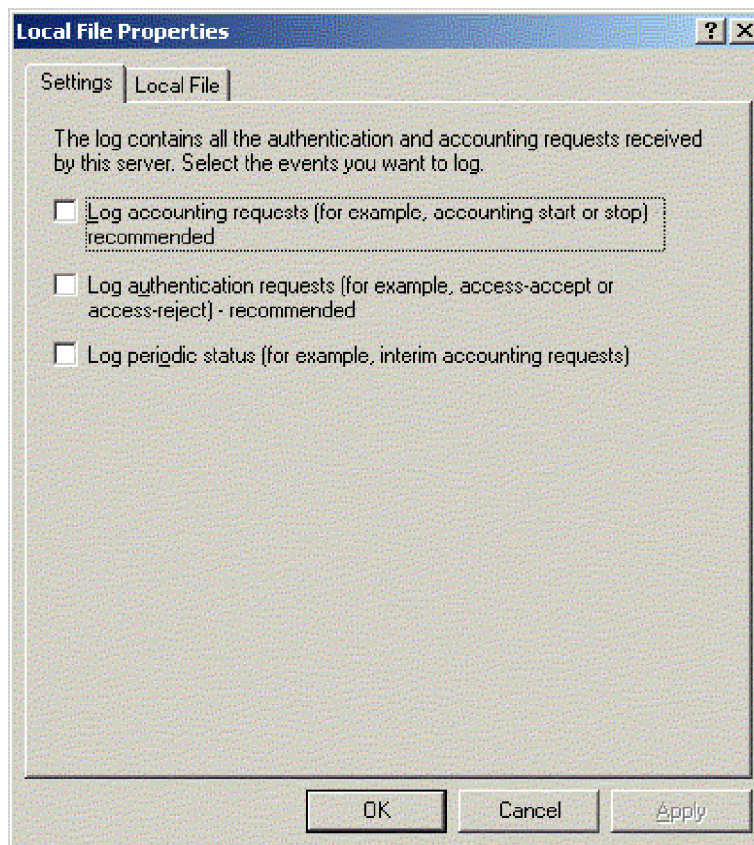 Local File Properties
Settings
Local File
The log contains all the authentication and accounting requests received
by this server. Select the events you want to log.
Log accounting requests (for example, accounting start or stop)
recommended
Log authentication requests (for example, access-accept or
access-reject) - recommended
Log periodic status (for example, interim accounting requests)
OK
Cancel
Apply